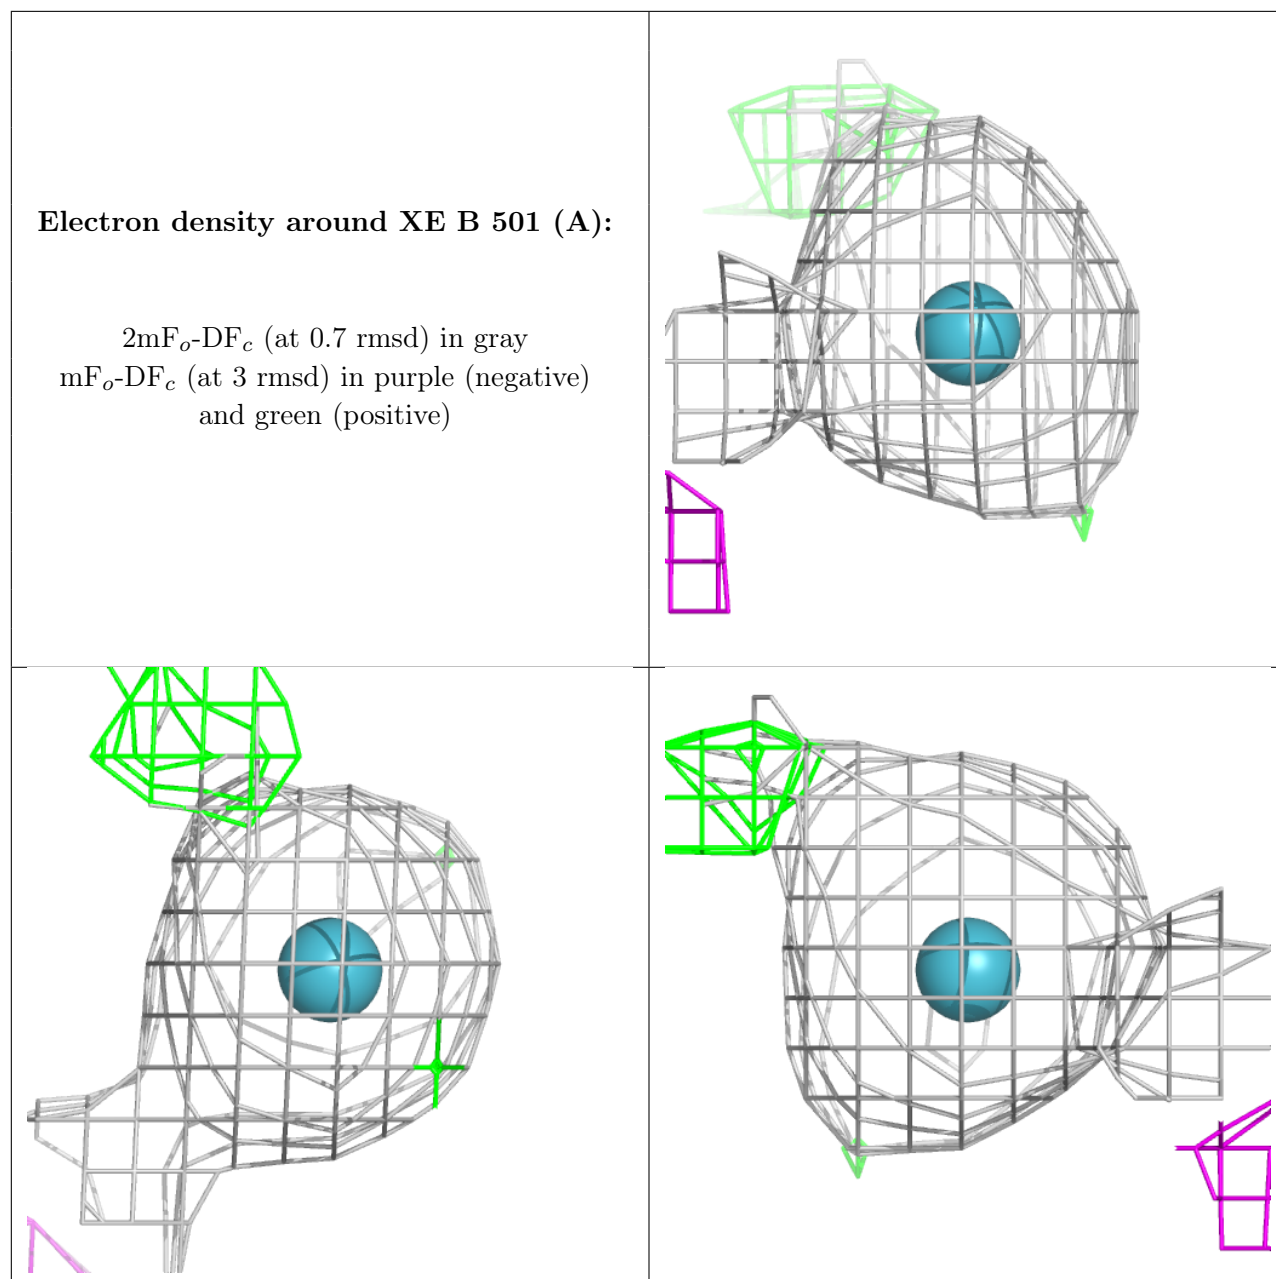 Electron density around XE B 501 (A):
2mFo-DFc (at 0.7 rmsd) in gray
mFo-DFc (at 3 rmsd) in purple (negative)
and green (positive)